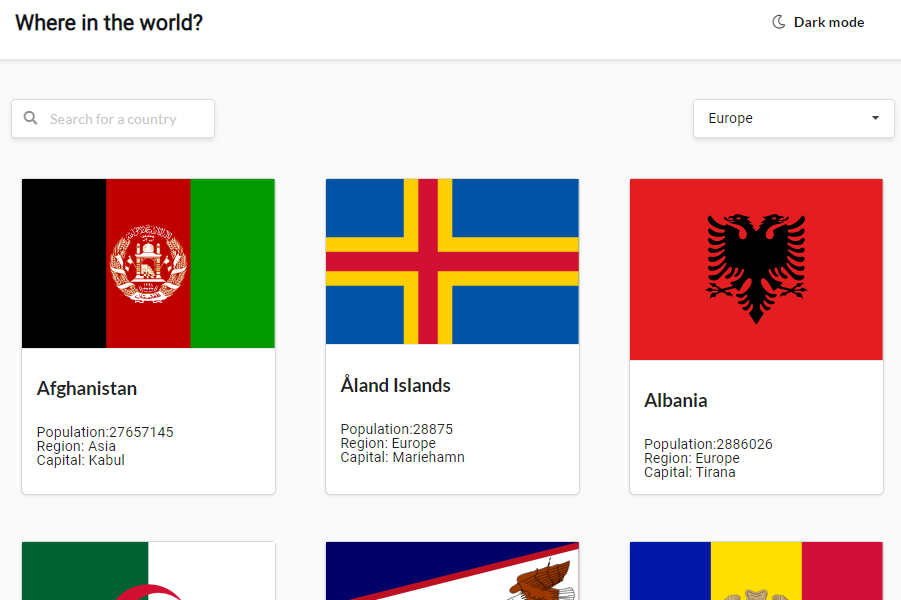 Where in the world?
Dark mode
Search for a country
Europe
Afghanistan
Population:27657145
Region: Asia
Capital: Kabul
Åland Islands
Population:28875
Region: Europe
Capital: Mariehamn
Albania
Population:2886026
Region: Europe
Capital: Tirana